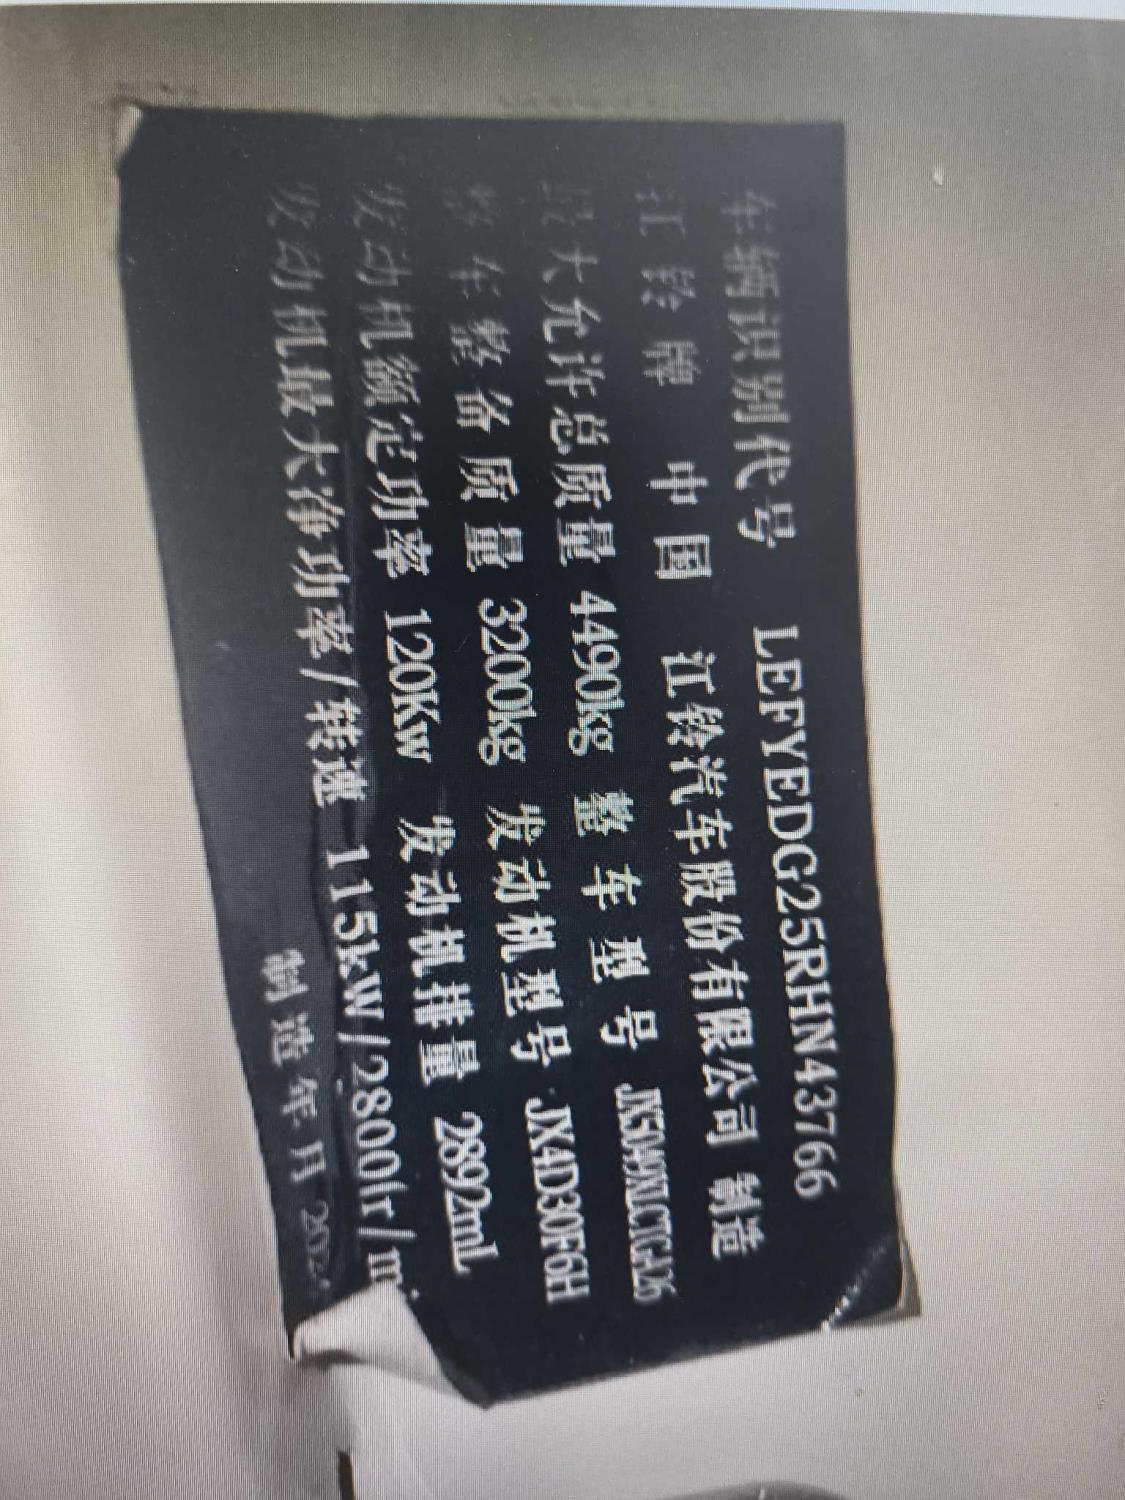 车辆识别代号 LEFYEDG25RHN43766
江铃牌 中国 江铃汽车股份有限公司 制造
最大允许总质量 4490kg 整车型号 JX5049XLCTGA26
整车整备质量 3200kg 发动机型号 JX4D30F6H
发动机额定功率 120Kw 发动机排量 2892mL
发动机最大净功率/转速 115kW/2800(r/m
制造年月